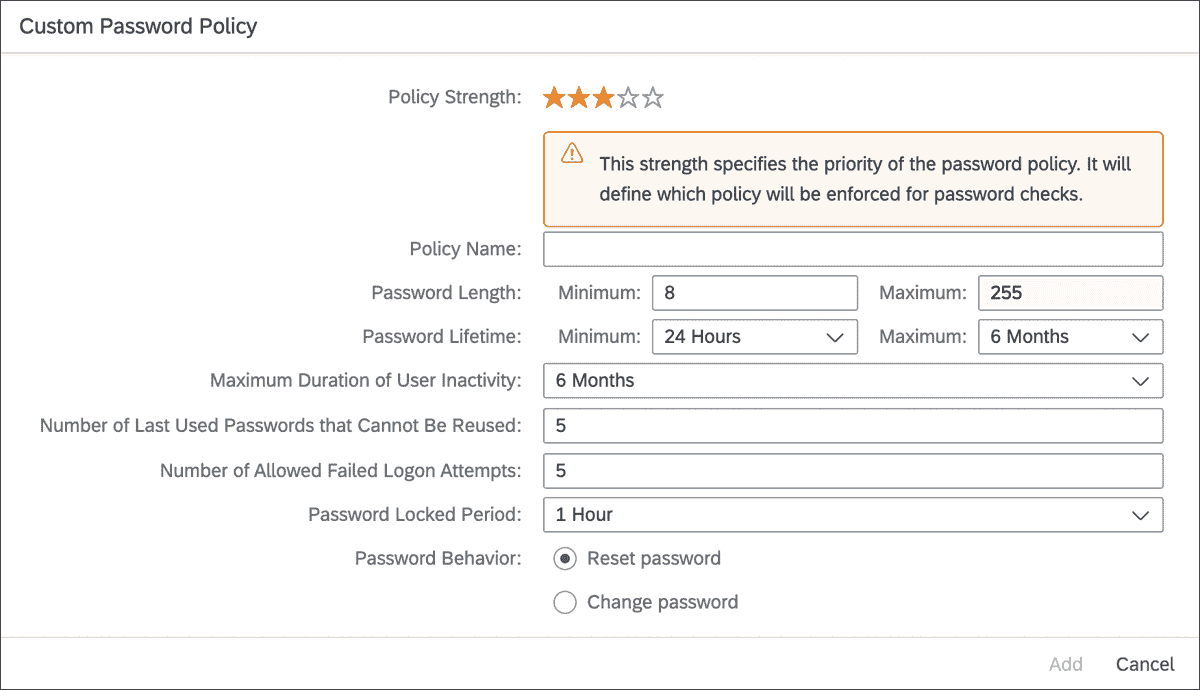 Custom Password Policy
Policy Strength:
This strength specifies the priority of the password policy. It will
define which policy will be enforced for password checks.
Policy Name:
Password Length: Minimum: 8 Maximum: 255
Password Lifetime: Minimum: 24 Hours Maximum: 6 Months
Maximum Duration of User Inactivity: 6 Months
Number of Last Used Passwords that Cannot Be Reused: 5
Number of Allowed Failed Logon Attempts: 5
Password Locked Period: 1 Hour
Password Behavior: Reset password
Change password
Add Cancel